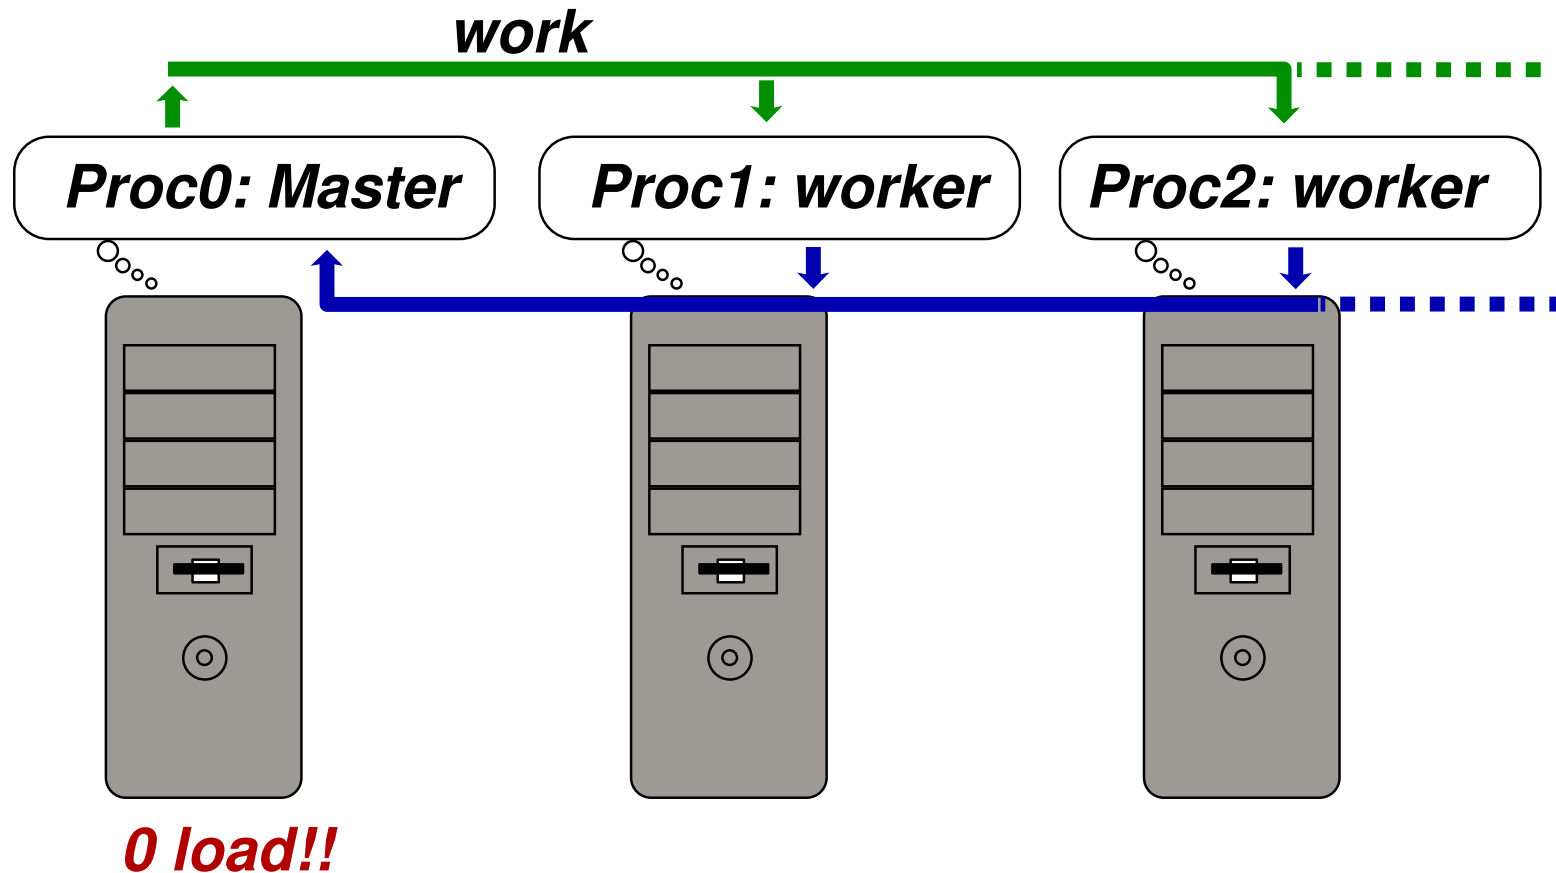 work
Proc0: Master
Proc1: worker
Proc2: worker
0 load!!